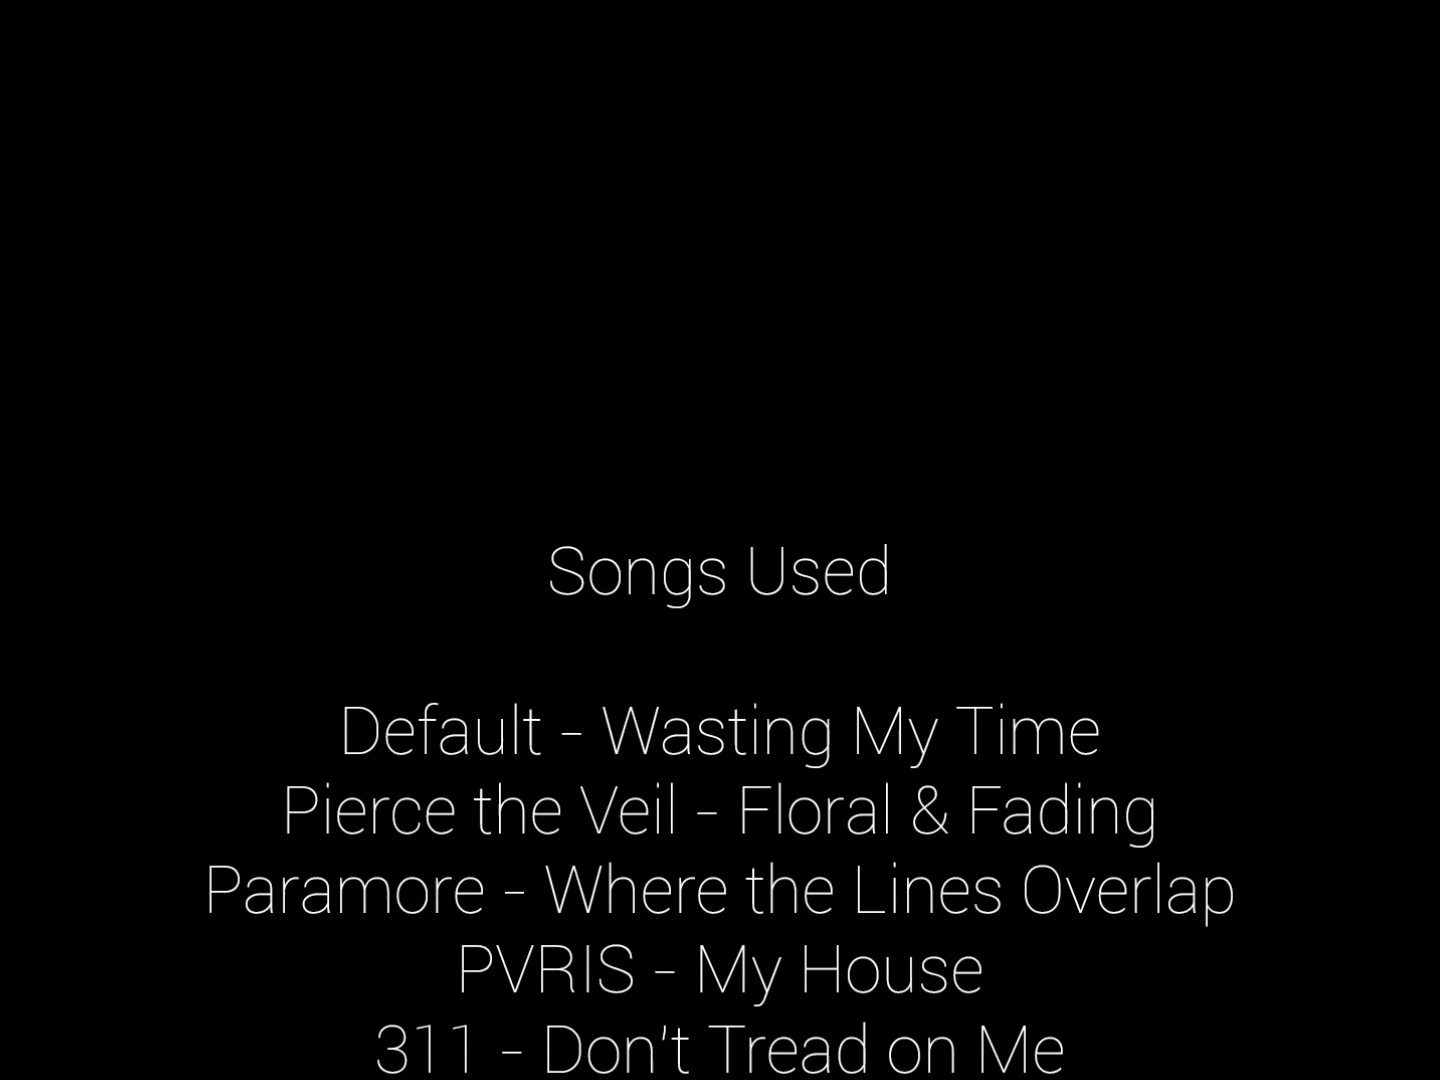 Songs Used
Default - Wasting My Time
Pierce the Veil - Floral & Fading
Paramore - Where the Lines Overlap
PVRIS - My House
311 - Don't Tread on Me